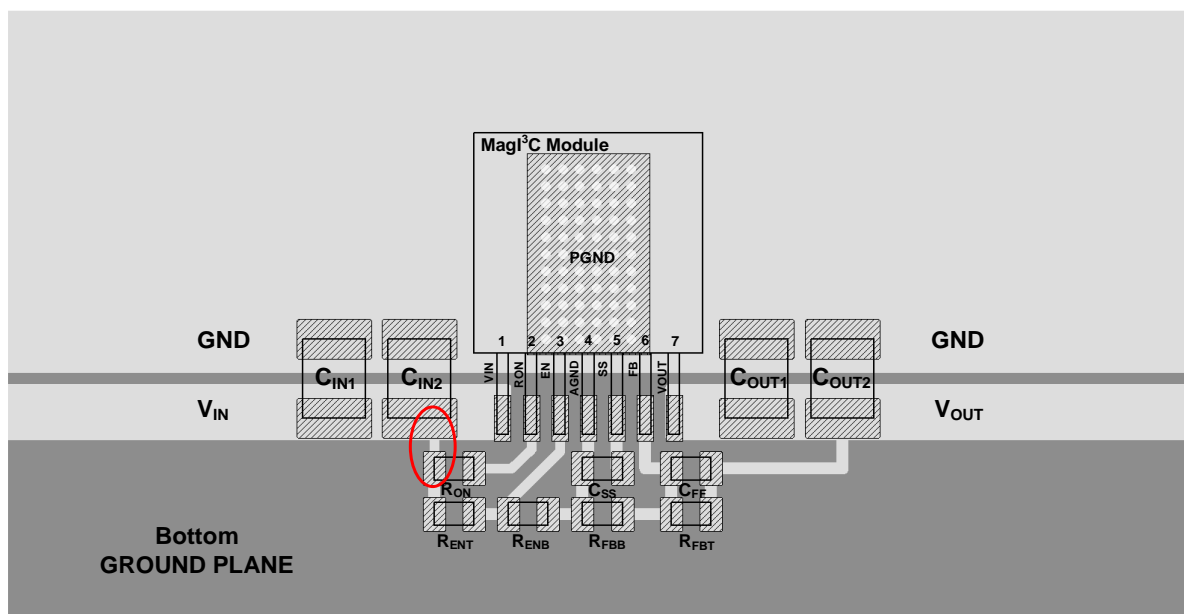 MagI³C Module
PGND
1 2 3 4 5 6 7
VIN RON EN AGND SS FB VOUT
GND GND
C_IN1 C_IN2 C_OUT1 C_OUT2
V_IN V_OUT
R_ON C_SS C_FF
R_ENT R_ENB R_FBB R_FBT
Bottom
GROUND PLANE